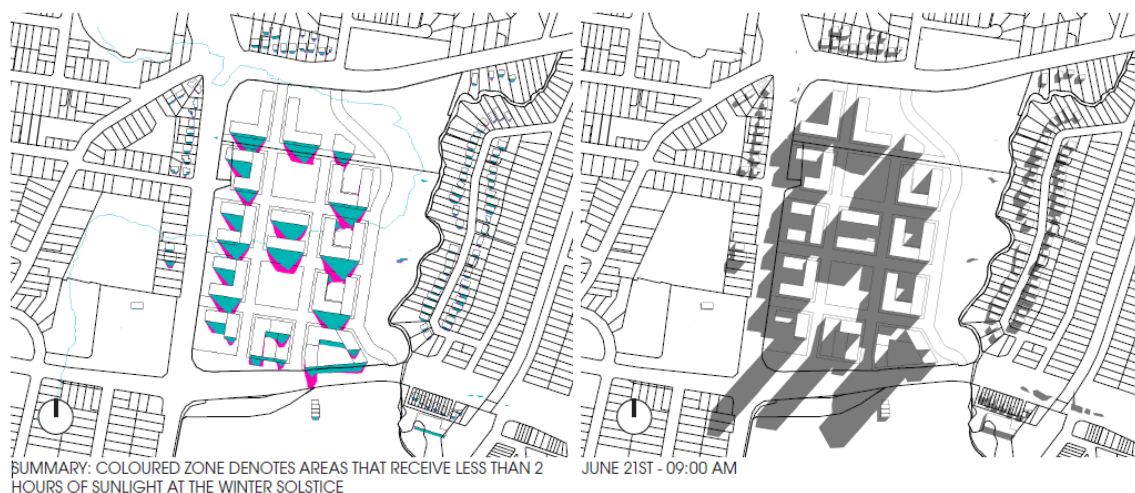 SUMMARY: COLOURED ZONE DENOTES AREAS THAT RECEIVE LESS THAN 2
HOURS OF SUNLIGHT AT THE WINTER SOLSTICE
JUNE 21ST - 09:00 AM